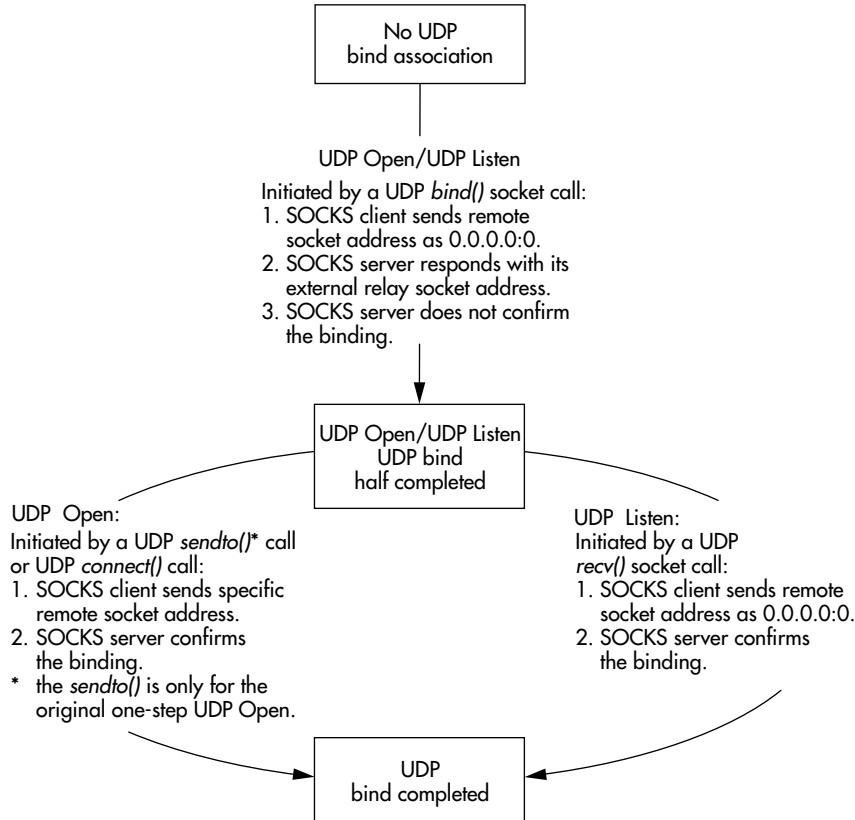 No UDP
bind association
UDP Open/UDP Listen
Initiated by a UDP bind() socket call:
1. SOCKS client sends remote
socket address as 0.0.0.0:0.
2. SOCKS server responds with its
external relay socket address.
3. SOCKS server does not confirm
the binding.
UDP Open/UDP Listen
UDP bind
half completed
UDP Open:
Initiated by a UDP sendto()* call
or UDP connect() call:
1. SOCKS client sends specific
remote socket address.
2. SOCKS server confirms
the binding.
* the sendto() is only for the
original one-step UDP Open.
UDP Listen:
Initiated by a UDP
recv() socket call:
1. SOCKS client sends remote
socket address as 0.0.0.0:0.
2. SOCKS server confirms
the binding.
UDP
bind completed